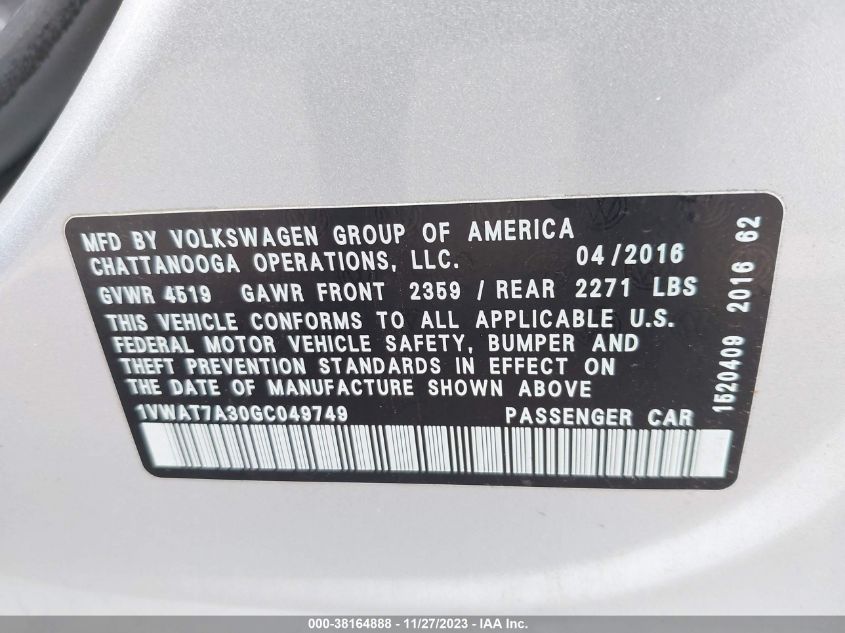 MFD BY VOLKSWAGEN GROUP OF AMERICA
CHATTANOOGA OPERATIONS, LLC. 04/2016
GVWR 4519 GAWR FRONT 2359 / REAR 2271 LBS
THIS VEHICLE CONFORMS TO ALL APPLICABLE U.S.
FEDERAL MOTOR VEHICLE SAFETY, BUMPER AND
THEFT PREVENTION STANDARDS IN EFFECT ON
THE DATE OF MANUFACTURE SHOWN ABOVE
1VWAT7A30GC049749 PASSENGER CAR
1520409 2016 62
000-38164888 - 11/27/2023 - IAA Inc.